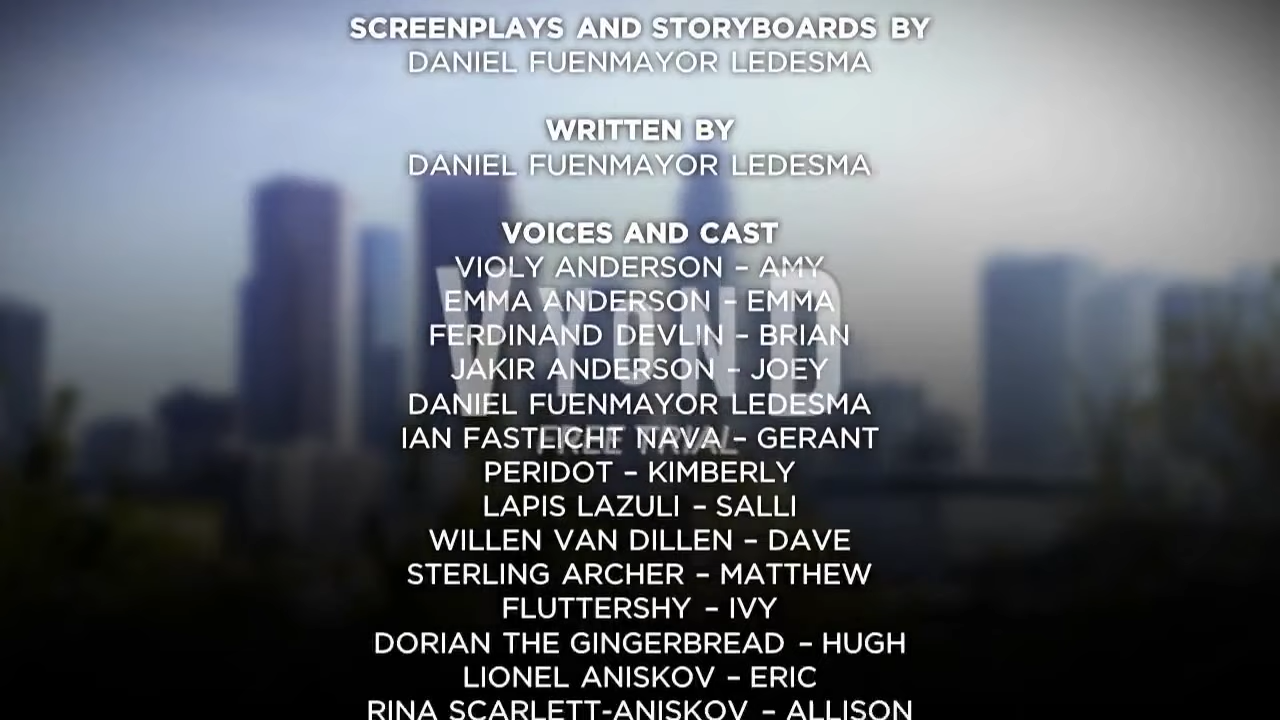 SCREENPLAYS AND STORYBOARDS BY
DANIEL FUENMAYOR LEDESMA
WRITTEN BY
DANIEL FUENMAYOR LEDESMA
VOICES AND CAST
VIOLY ANDERSON – AMY
EMMA ANDERSON – EMMA
FERDINAND DEVLIN – BRIAN
JAKIR ANDERSON – JOEY
DANIEL FUENMAYOR LEDESMA
IAN FASTLICHT NAVA – GERANT
PERIDOT – KIMBERLY
LAPIS LAZULI – SALLI
WILLEN VAN DILLEN – DAVE
STERLING ARCHER – MATTHEW
FLUTTERSHY – IVY
DORIAN THE GINGERBREAD – HUGH
LIONEL ANISKOV – ERIC
RINA SCARLETT-ANISKOV – ALLISON
VYOND
FREE TRIAL